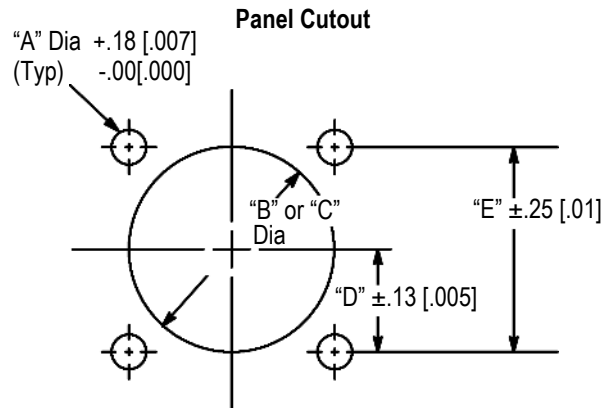 Panel Cutout
“A” Dia +.18 [.007]
(Typ) -.00[.000]
“B” or “C”
Dia
“E” ±.25 [.01]
“D” ±.13 [.005]